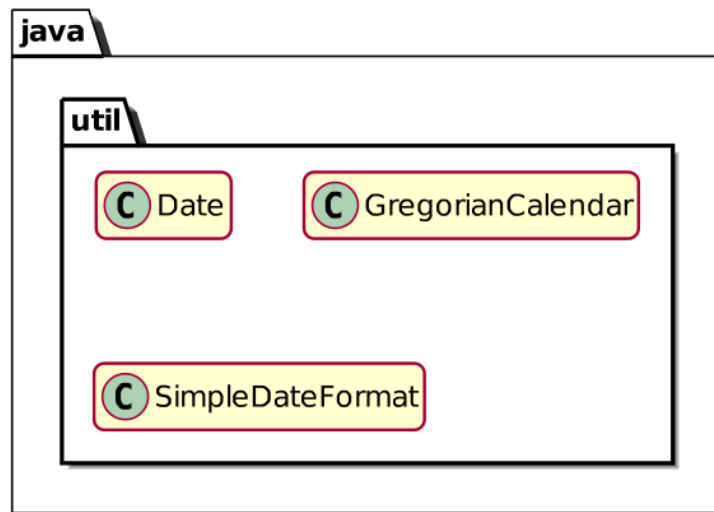 java
util
C Date
C GregorianCalendar
C SimpleDateFormat